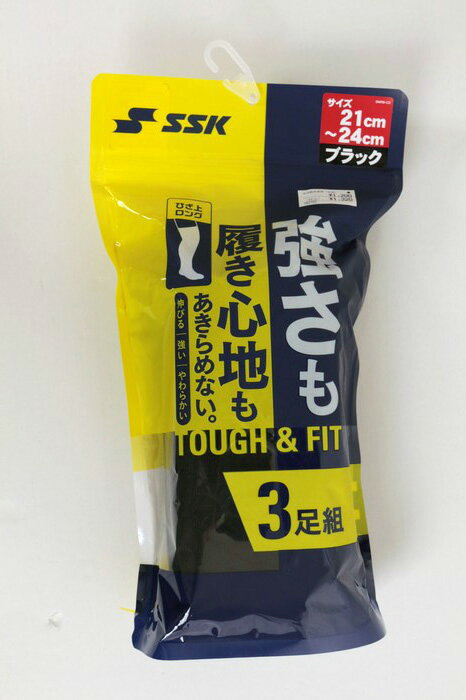 SSK
サイズ
21cm
～24cm
ブラック
ひざ上
ロング
強さも
履き心地も
あきらめない。
伸びる｜強い｜やわらかい
TOUGH & FIT
3足組